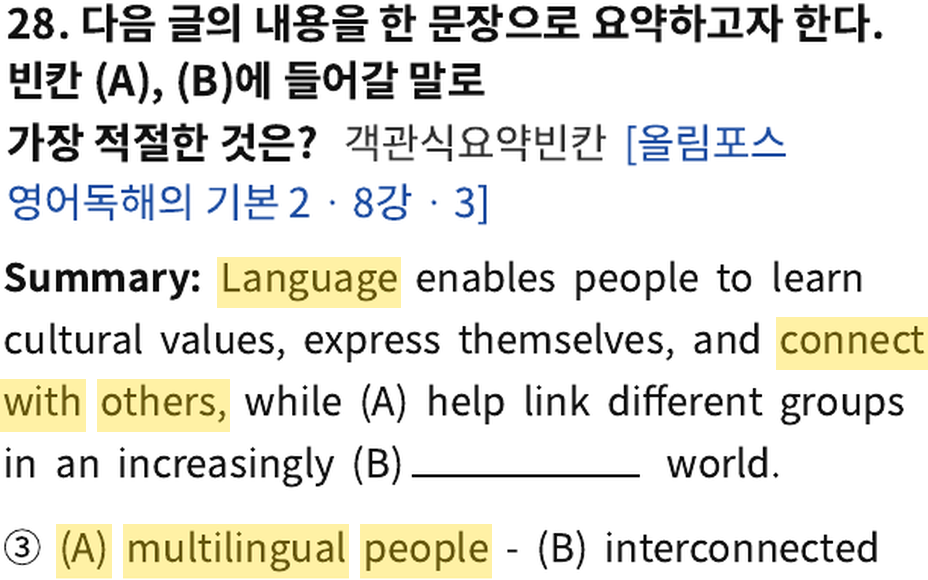 28. 다음 글의 내용을 한 문장으로 요약하고자 한다.
빈칸 (A), (B)에 들어갈 말로
가장 적절한 것은? 객관식요약빈칸 [올림포스
영어독해의 기본 2 · 8강 · 3]
Summary: Language enables people to learn
cultural values, express themselves, and connect
with others, while (A) help link different groups
in an increasingly (B) ________ world.
③ (A) multilingual people - (B) interconnected